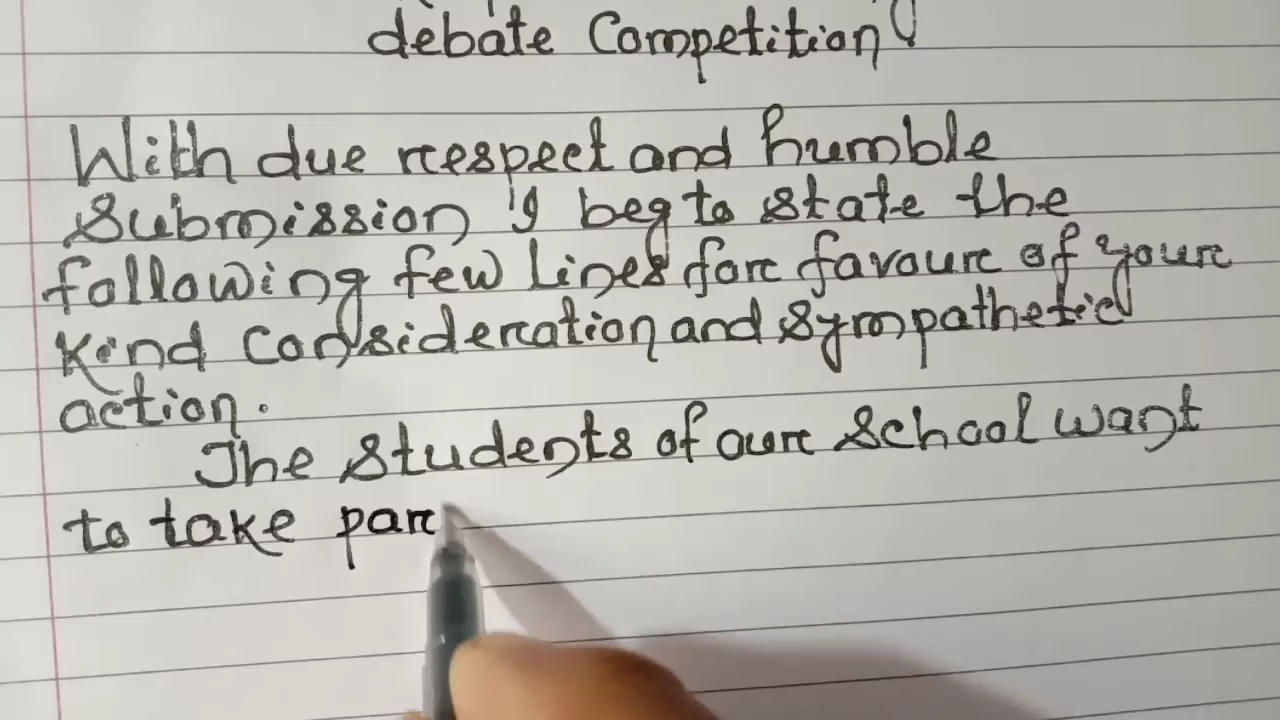 debate Competition
With due respect and humble
Submission I beg to state the
following few lines for favour of your
kind consideration and sympathetic
action.
The students of our school want
to take par